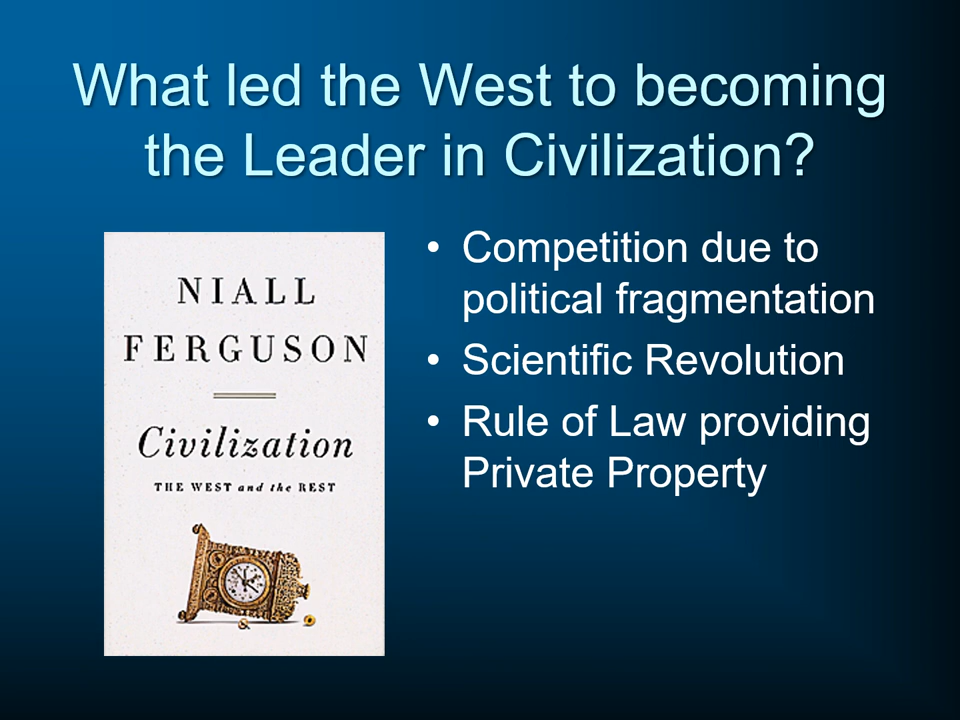 What led the West to becoming
the Leader in Civilization?
NIALL
FERGUSON
Civilization
THE WEST and the REST
• Competition due to
political fragmentation
• Scientific Revolution
• Rule of Law providing
Private Property